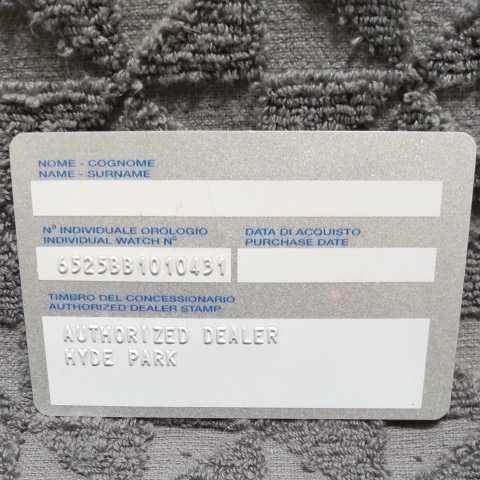 NOME - COGNOME
NAME - SURNAME
N° INDIVIDUALE OROLOGIO
INDIVIDUAL WATCH N°
DATA DI ACQUISTO
PURCHASE DATE
6525BB1010431
TIMBRO DEL CONCESSIONARIO
AUTHORIZED DEALER STAMP
AUTHORIZED DEALER
HYDE PARK